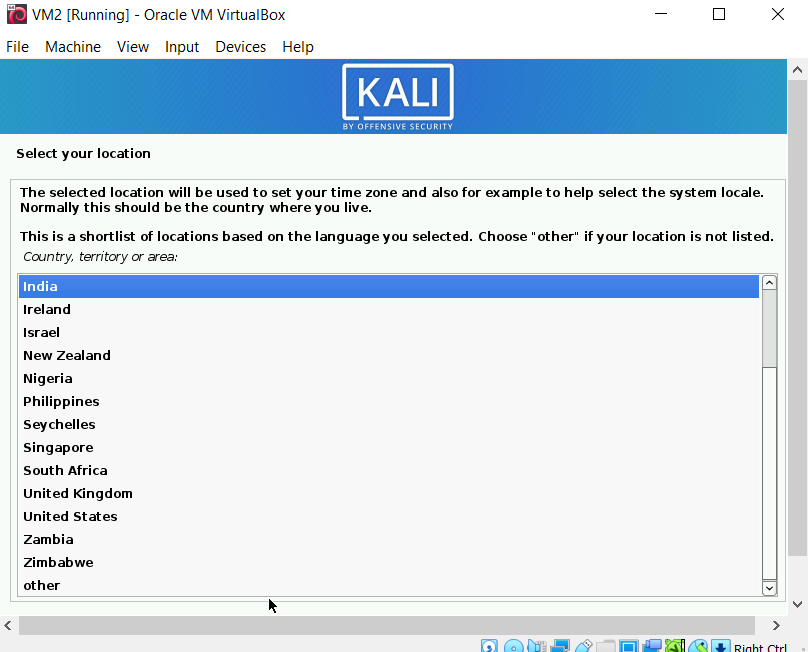 VM2 [Running] - Oracle VM VirtualBox
File Machine View Input Devices Help
KALI
BY OFFENSIVE SECURITY
Select your location
The selected location will be used to set your time zone and also for example to help select the system locale.
Normally this should be the country where you live.
This is a shortlist of locations based on the language you selected. Choose "other" if your location is not listed.
Country, territory or area:
India
Ireland
Israel
New Zealand
Nigeria
Philippines
Seychelles
Singapore
South Africa
United Kingdom
United States
Zambia
Zimbabwe
other
Right Ctrl